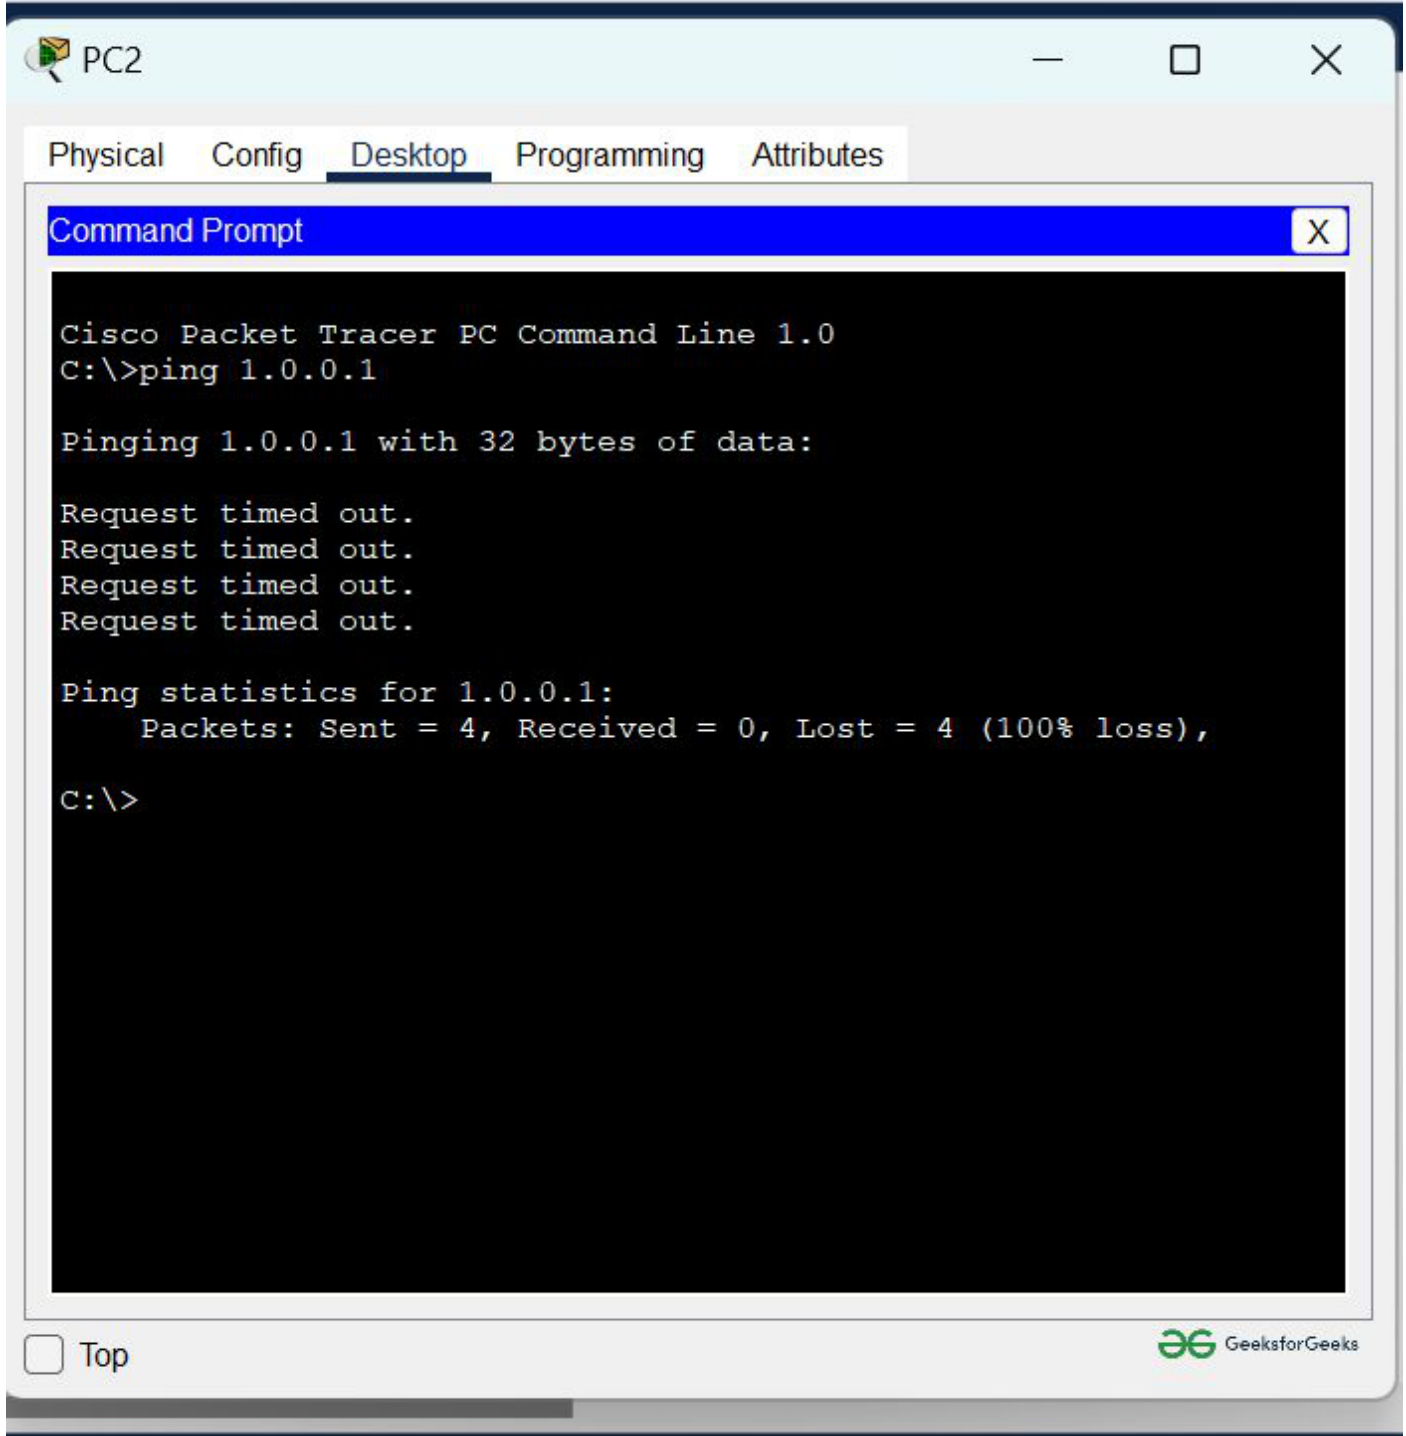 PC2
Physical Config Desktop Programming Attributes
Command Prompt
X
Cisco Packet Tracer PC Command Line 1.0
C:\>ping 1.0.0.1
Pinging 1.0.0.1 with 32 bytes of data:
Request timed out.
Request timed out.
Request timed out.
Request timed out.
Ping statistics for 1.0.0.1:
Packets: Sent = 4, Received = 0, Lost = 4 (100% loss),
C:\>
Top
GeeksforGeeks